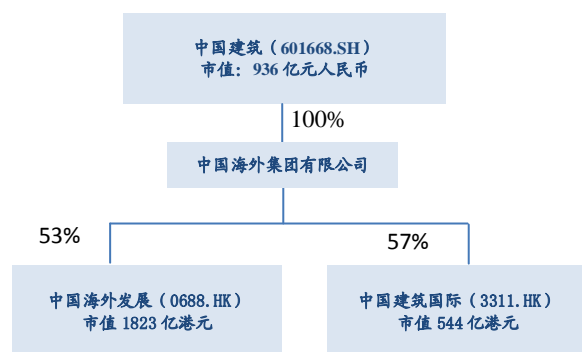 中国建筑（601668.SH）
市值：936 亿元人民币
100%
中国海外集团有限公司
53%
57%
中国海外发展（0688.HK）
市值 1823 亿港元
中国建筑国际（3311.HK）
市值 544 亿港元